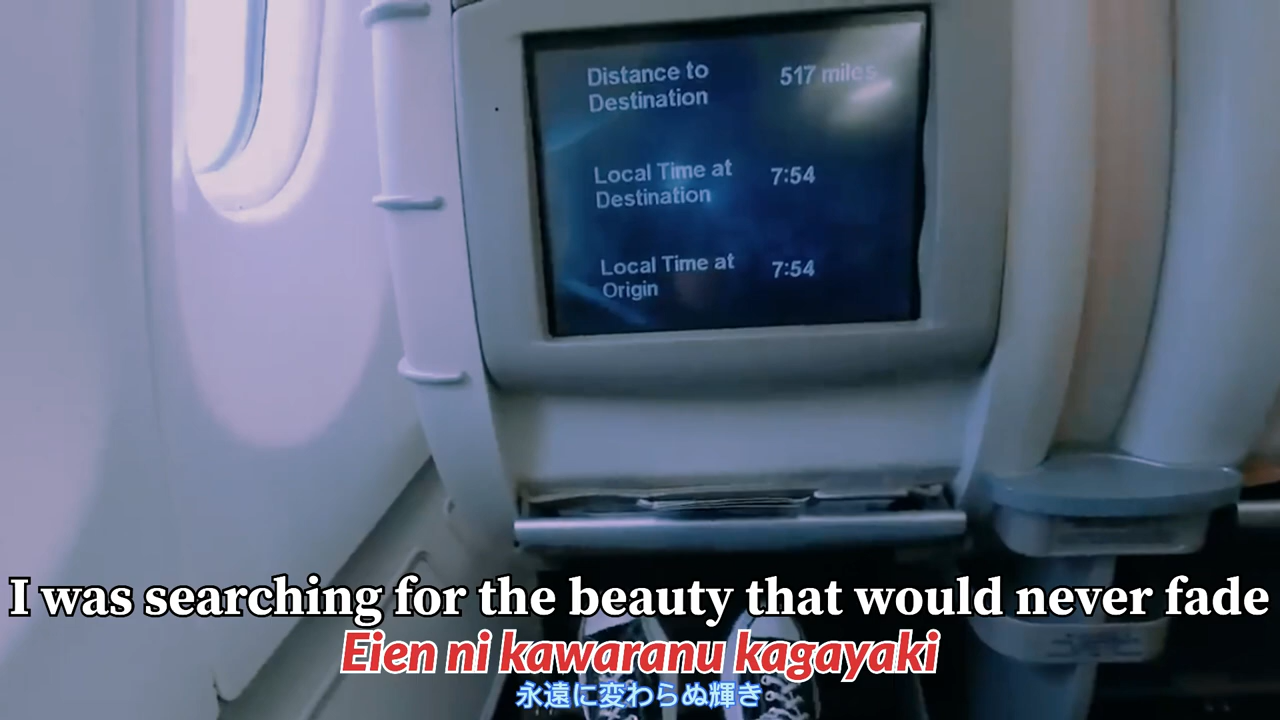 Distance to
Destination
517 miles
Local Time at
Destination
7:54
Local Time at
Origin
7:54
I was searching for the beauty that would never fade
Eien ni kawaranu kagayaki
永遠に変わらぬ輝き